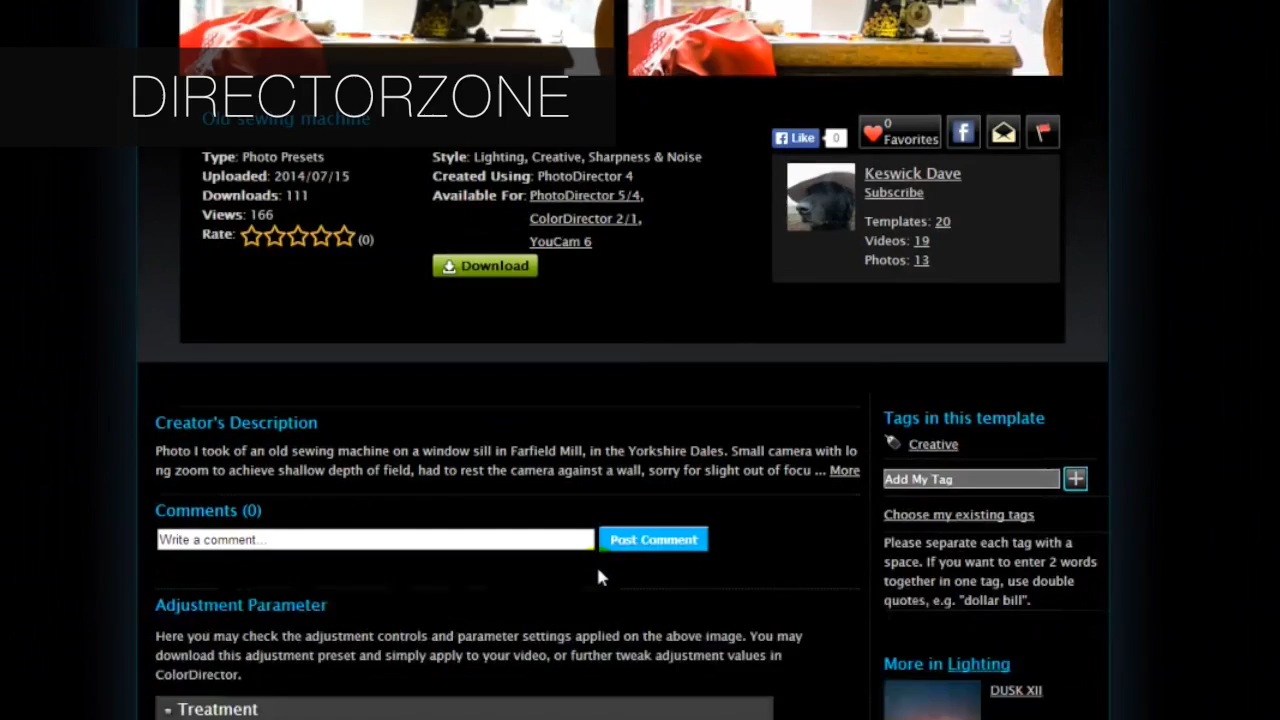 DIRECTORZONE
Old sewing machine
Type: Photo Presets
Uploaded: 2014/07/15
Downloads: 111
Views: 166
Rate: (0)
Style: Lighting, Creative, Sharpness & Noise
Created Using: PhotoDirector 4
Available For: PhotoDirector 5/4,
ColorDirector 2/1,
YouCam 6
Download
Like 0
0
Favorites
Keswick Dave
Subscribe
Templates: 20
Videos: 19
Photos: 13
Creator's Description
Photo I took of an old sewing machine on a window sill in Farfield Mill, in the Yorkshire Dales. Small camera with lo
ng zoom to achieve shallow depth of field, had to rest the camera against a wall, sorry for slight out of focu ... More
Comments (0)
Write a comment...
Post Comment
Adjustment Parameter
Here you may check the adjustment controls and parameter settings applied on the above image. You may
download this adjustment preset and simply apply to your video, or further tweak adjustment values in
ColorDirector.
Treatment
Tags in this template
Creative
Add My Tag
Choose my existing tags
Please separate each tag with a
space. If you want to enter 2 words
together in one tag, use double
quotes, e.g. "dollar bill".
More in Lighting
DUSK XII